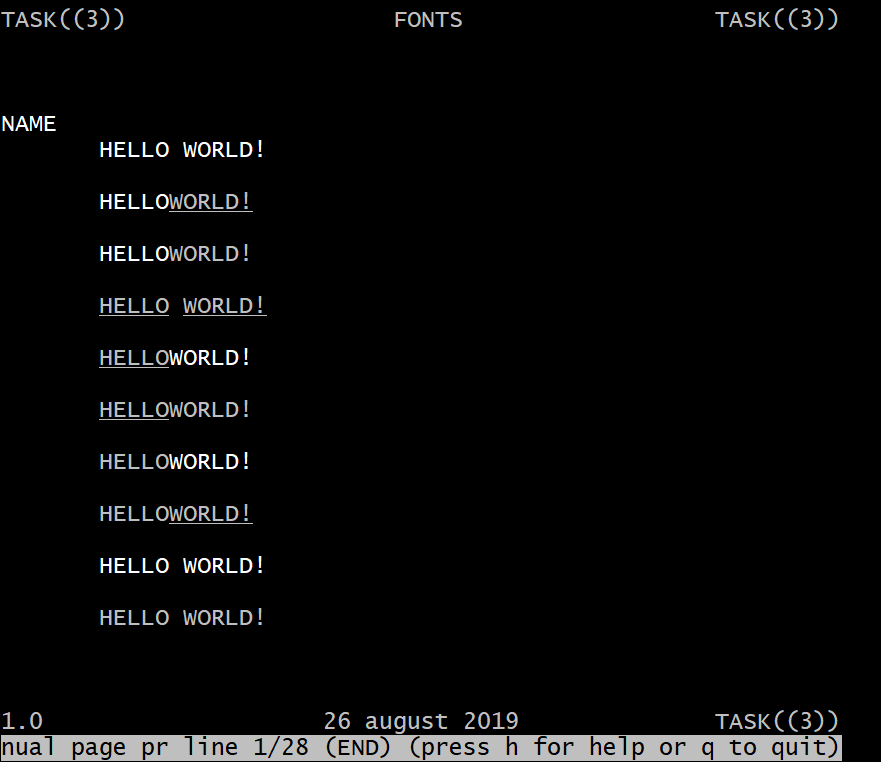 TASK((3)) FONTS TASK((3))
NAME
HELLO WORLD!
HELLOWORLD!
HELLOWORLD!
HELLO WORLD!
HELLOWORLD!
HELLOWORLD!
HELLOWORLD!
HELLOWORLD!
HELLO WORLD!
HELLO WORLD!
1.0 26 august 2019 TASK((3))
nual page pr line 1/28 (END) (press h for help or q to quit)